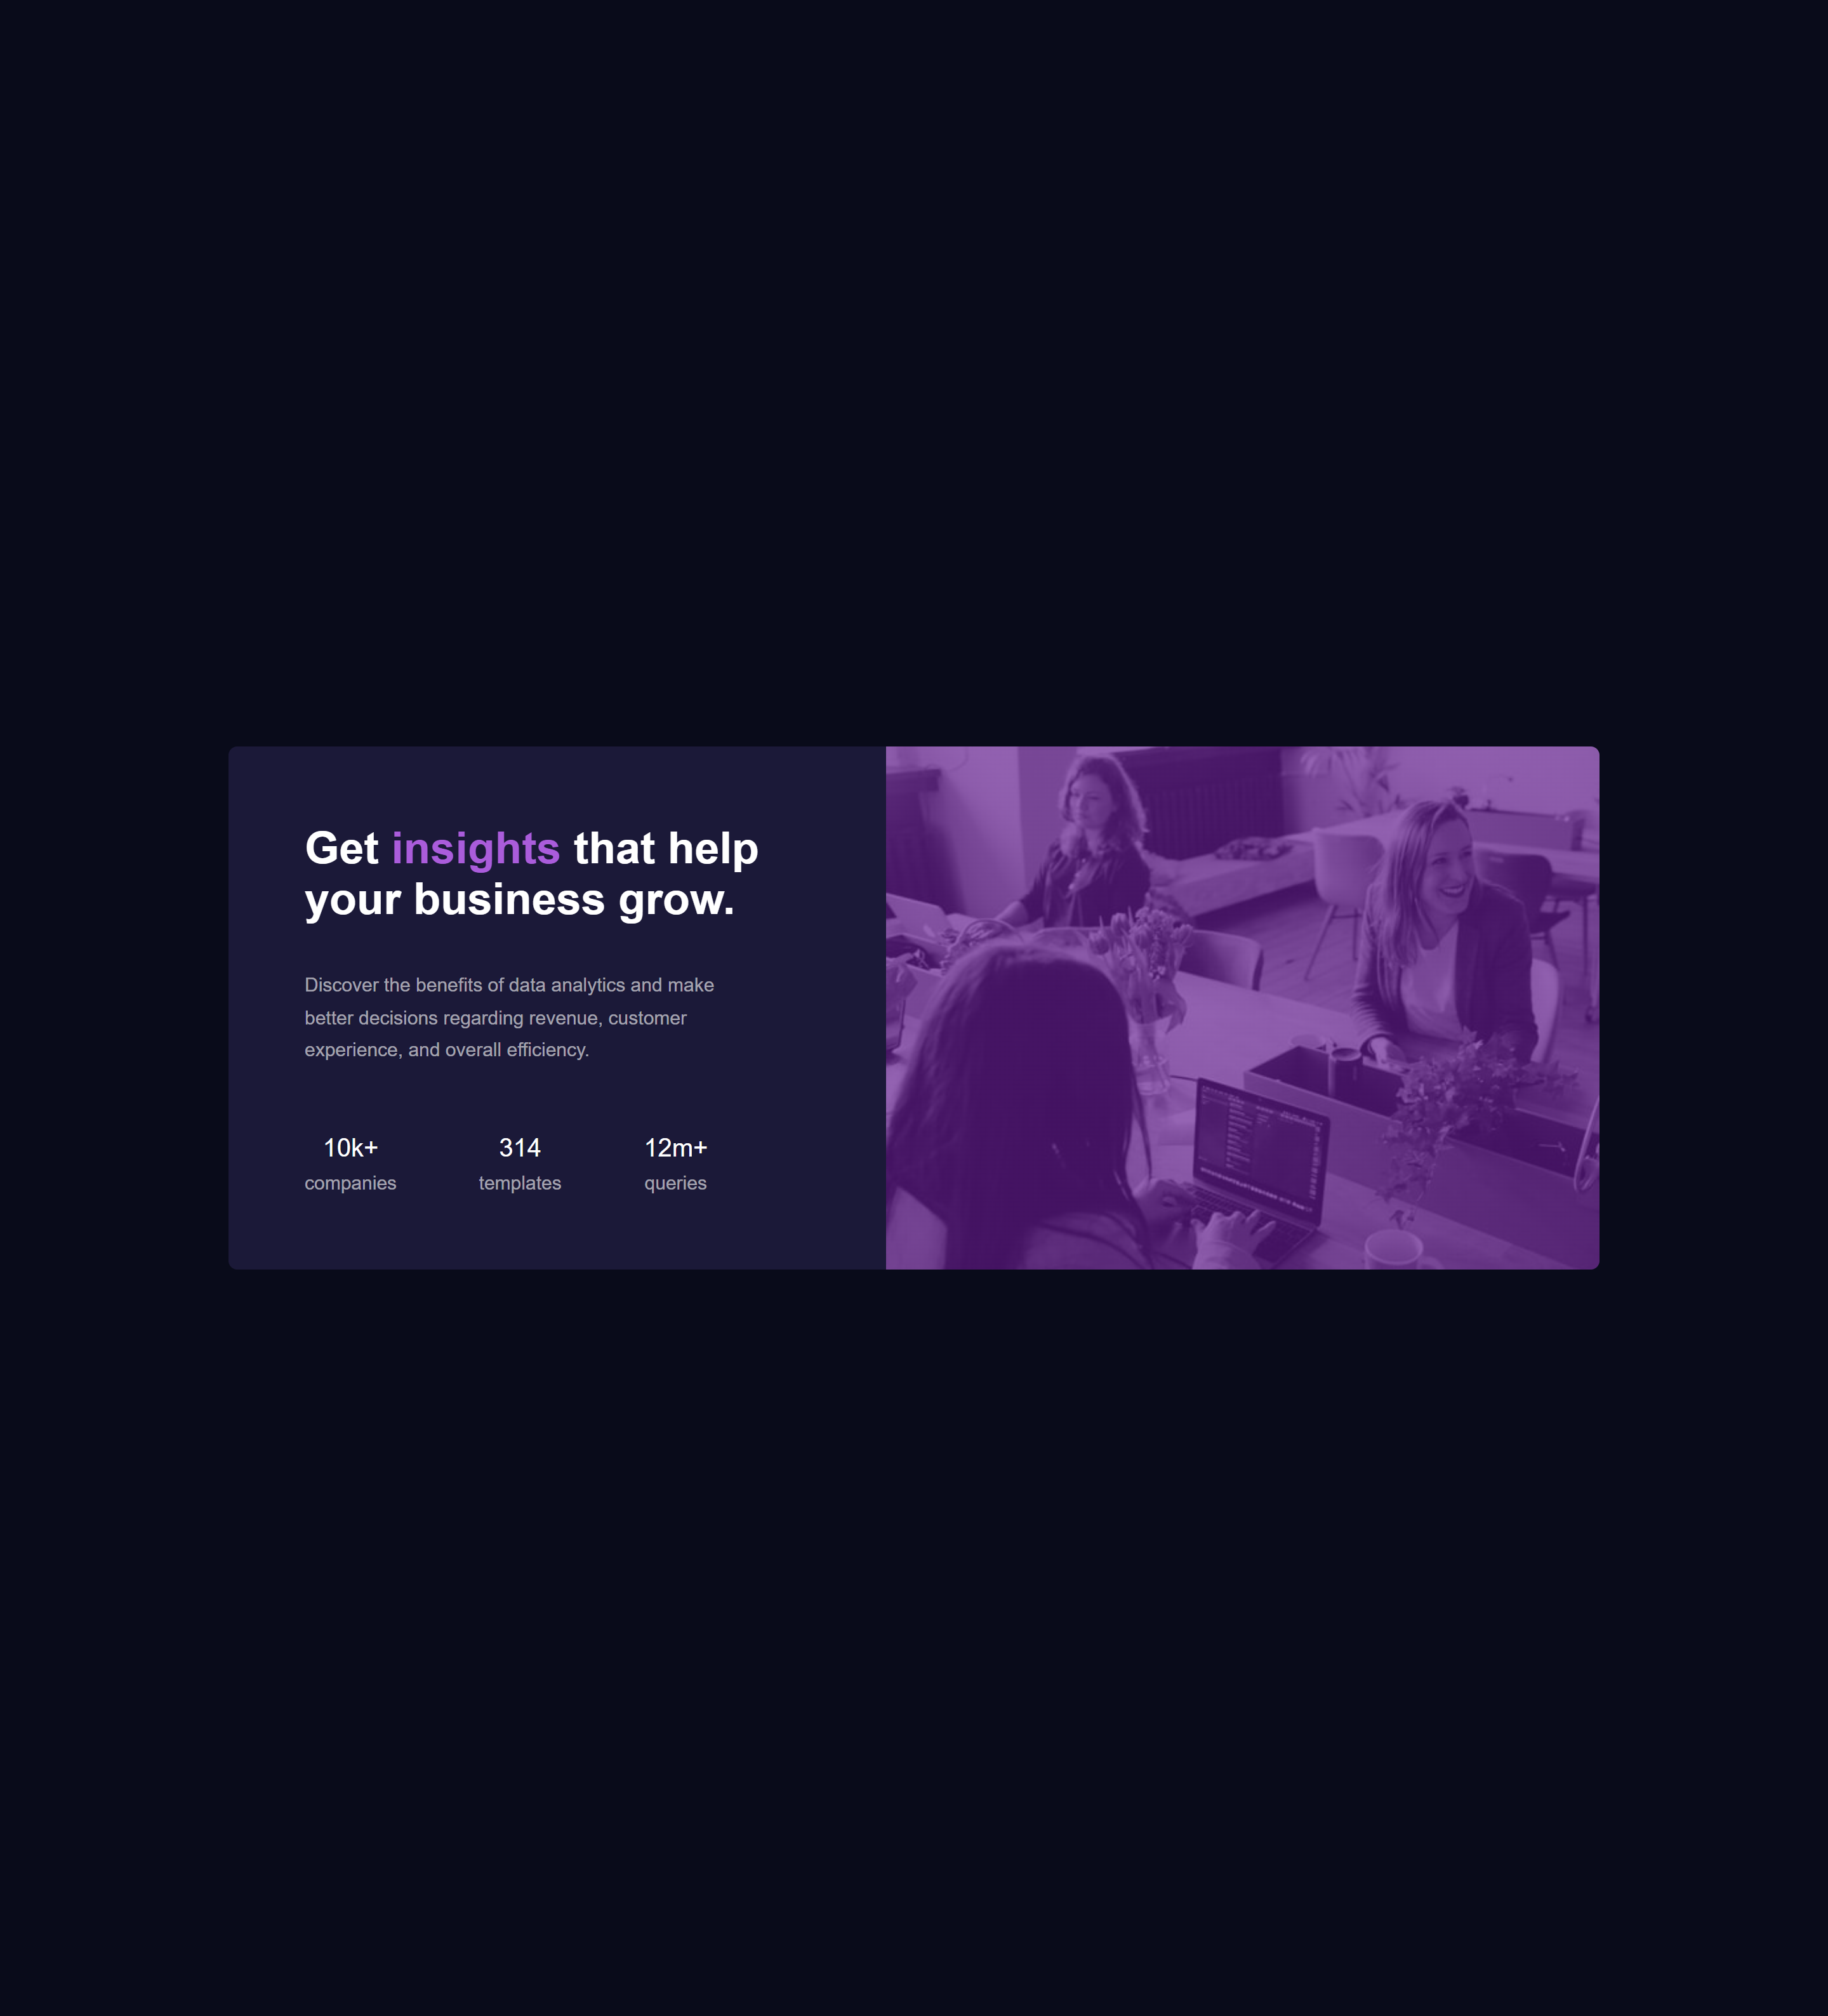 Get insights that help
your business grow.
Discover the benefits of data analytics and make
better decisions regarding revenue, customer
experience, and overall efficiency.
10k+ 314 12m+
companies templates queries